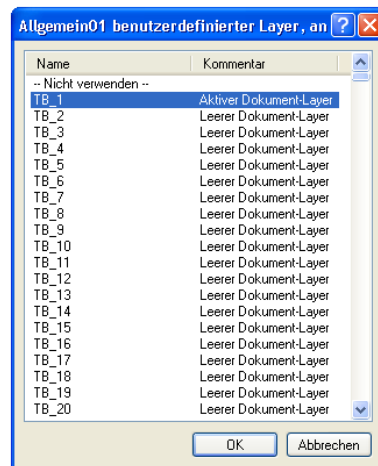 Allgemein01 benutzerdefinierter Layer, an
Name Kommentar
-- Nicht verwenden --
TB_1 Aktiver Dokument-Layer
TB_2 Leerer Dokument-Layer
TB_3 Leerer Dokument-Layer
TB_4 Leerer Dokument-Layer
TB_5 Leerer Dokument-Layer
TB_6 Leerer Dokument-Layer
TB_7 Leerer Dokument-Layer
TB_8 Leerer Dokument-Layer
TB_9 Leerer Dokument-Layer
TB_10 Leerer Dokument-Layer
TB_11 Leerer Dokument-Layer
TB_12 Leerer Dokument-Layer
TB_13 Leerer Dokument-Layer
TB_14 Leerer Dokument-Layer
TB_15 Leerer Dokument-Layer
TB_16 Leerer Dokument-Layer
TB_17 Leerer Dokument-Layer
TB_18 Leerer Dokument-Layer
TB_19 Leerer Dokument-Layer
TB_20 Leerer Dokument-Layer
OK Abbrechen